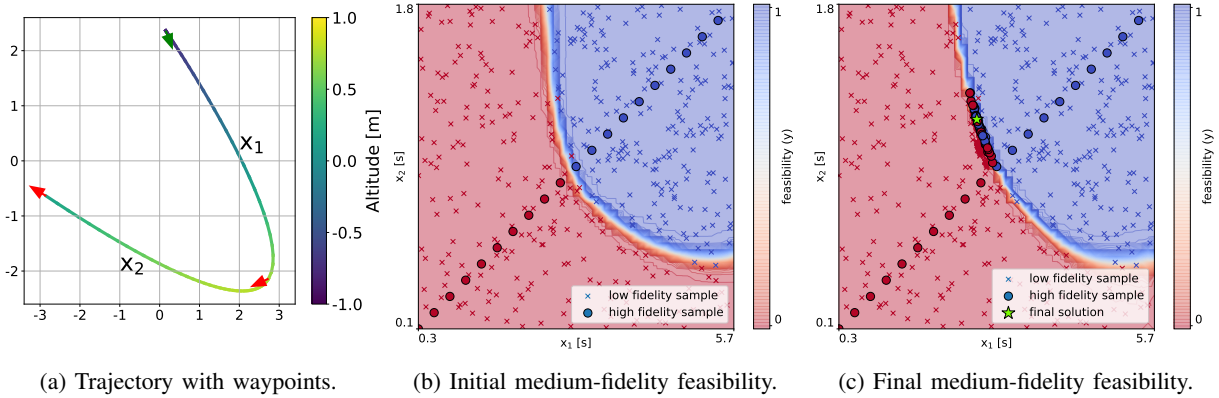 2
1
0
-1
-2
-3
-2
-1
0
1
2
3
x₁
x₂
1.0
0.5
0.0
-0.5
-1.0
Altitude [m]
1.8
x₂ [s]
0.1
0.3
x₁ [s]
5.7
low fidelity sample
high fidelity sample
1
0
feasibility (y)
1.8
x₂ [s]
0.1
0.3
x₁ [s]
5.7
low fidelity sample
high fidelity sample
final solution
1
0
feasibility (y)
(a) Trajectory with waypoints.
(b) Initial medium-fidelity feasibility.
(c) Final medium-fidelity feasibility.